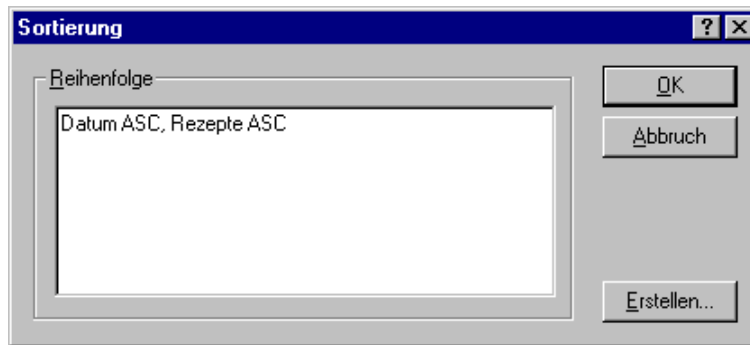 Sortierung
Reihenfolge
Datum ASC, Rezepte ASC
OK
Abbruch
Erstellen...